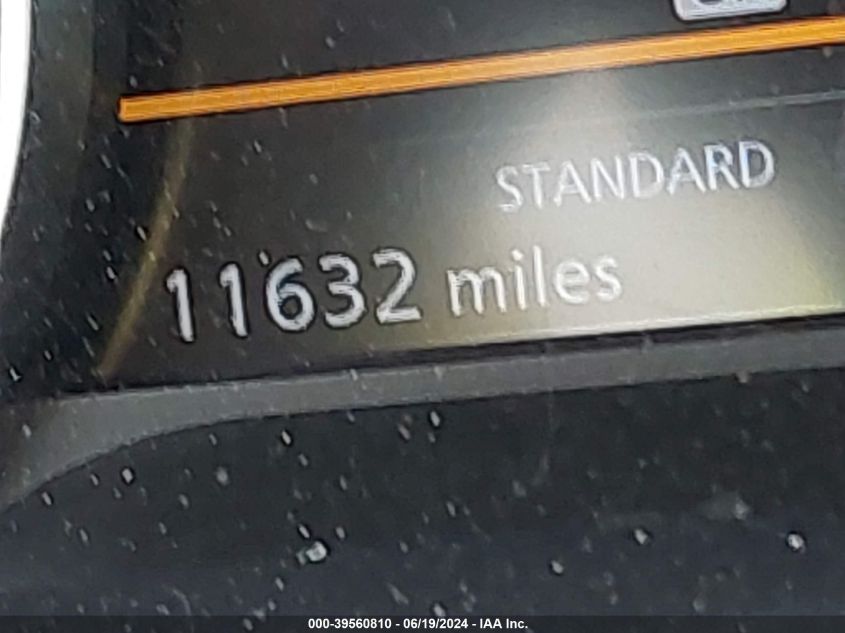 STANDARD
11632 miles
000-39560810 - 06/19/2024 - IAA Inc.